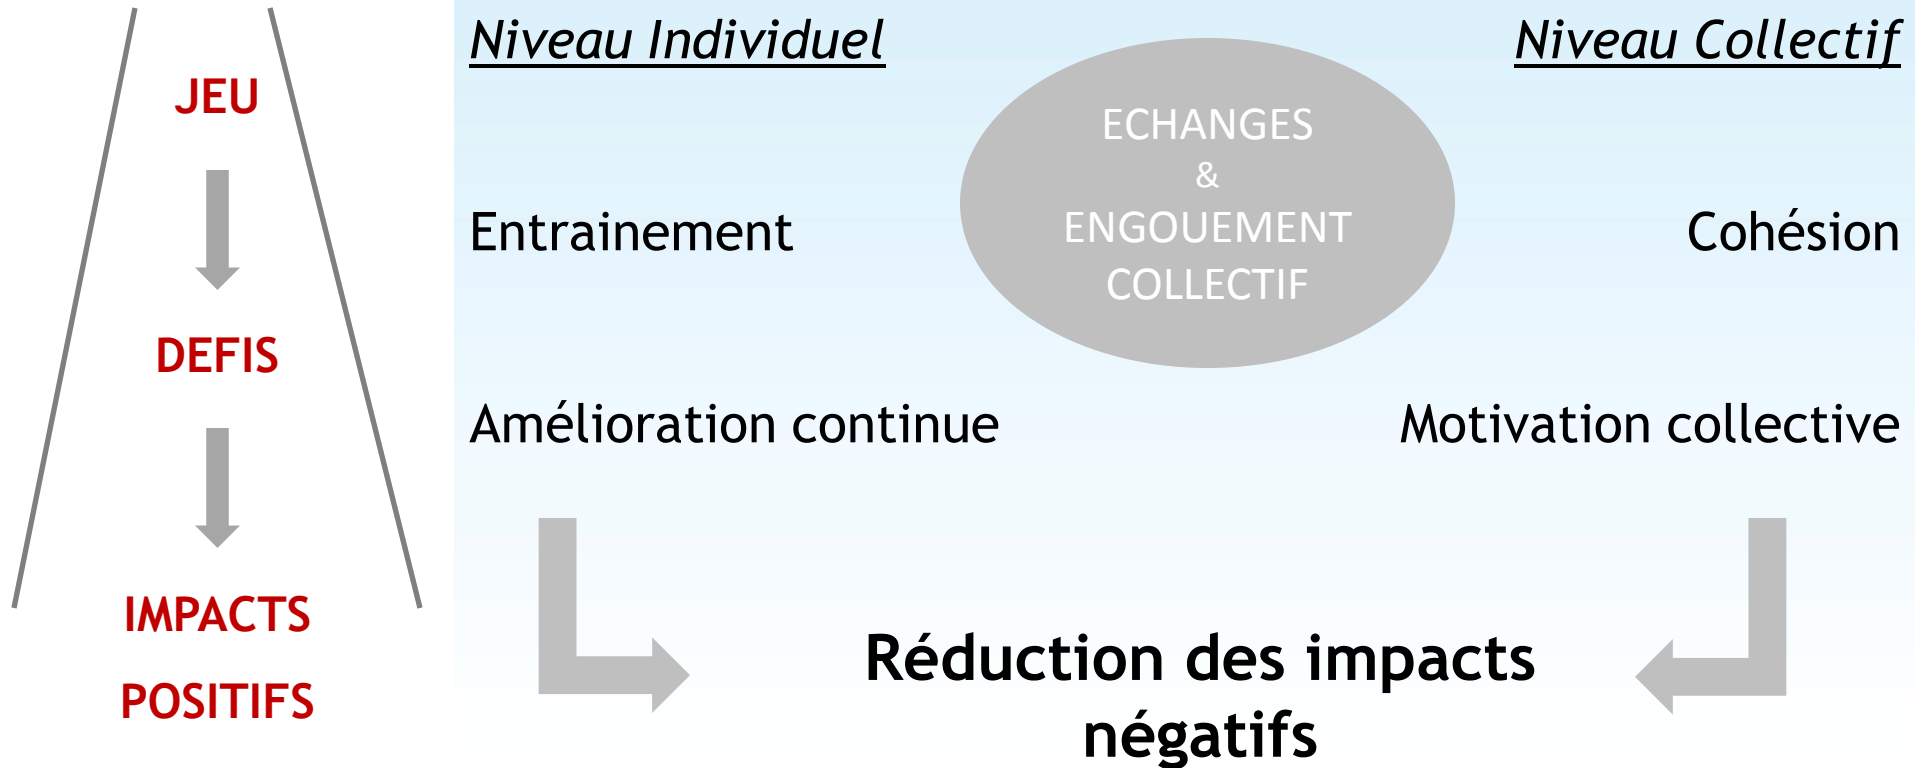 JEU
DEFIS
IMPACTS
POSITIFS
Niveau Individuel
Niveau Collectif
ECHANGES
&
ENGOUEMENT
COLLECTIF
Entrainement
Cohésion
Amélioration continue
Motivation collective
Réduction des impacts
négatifs